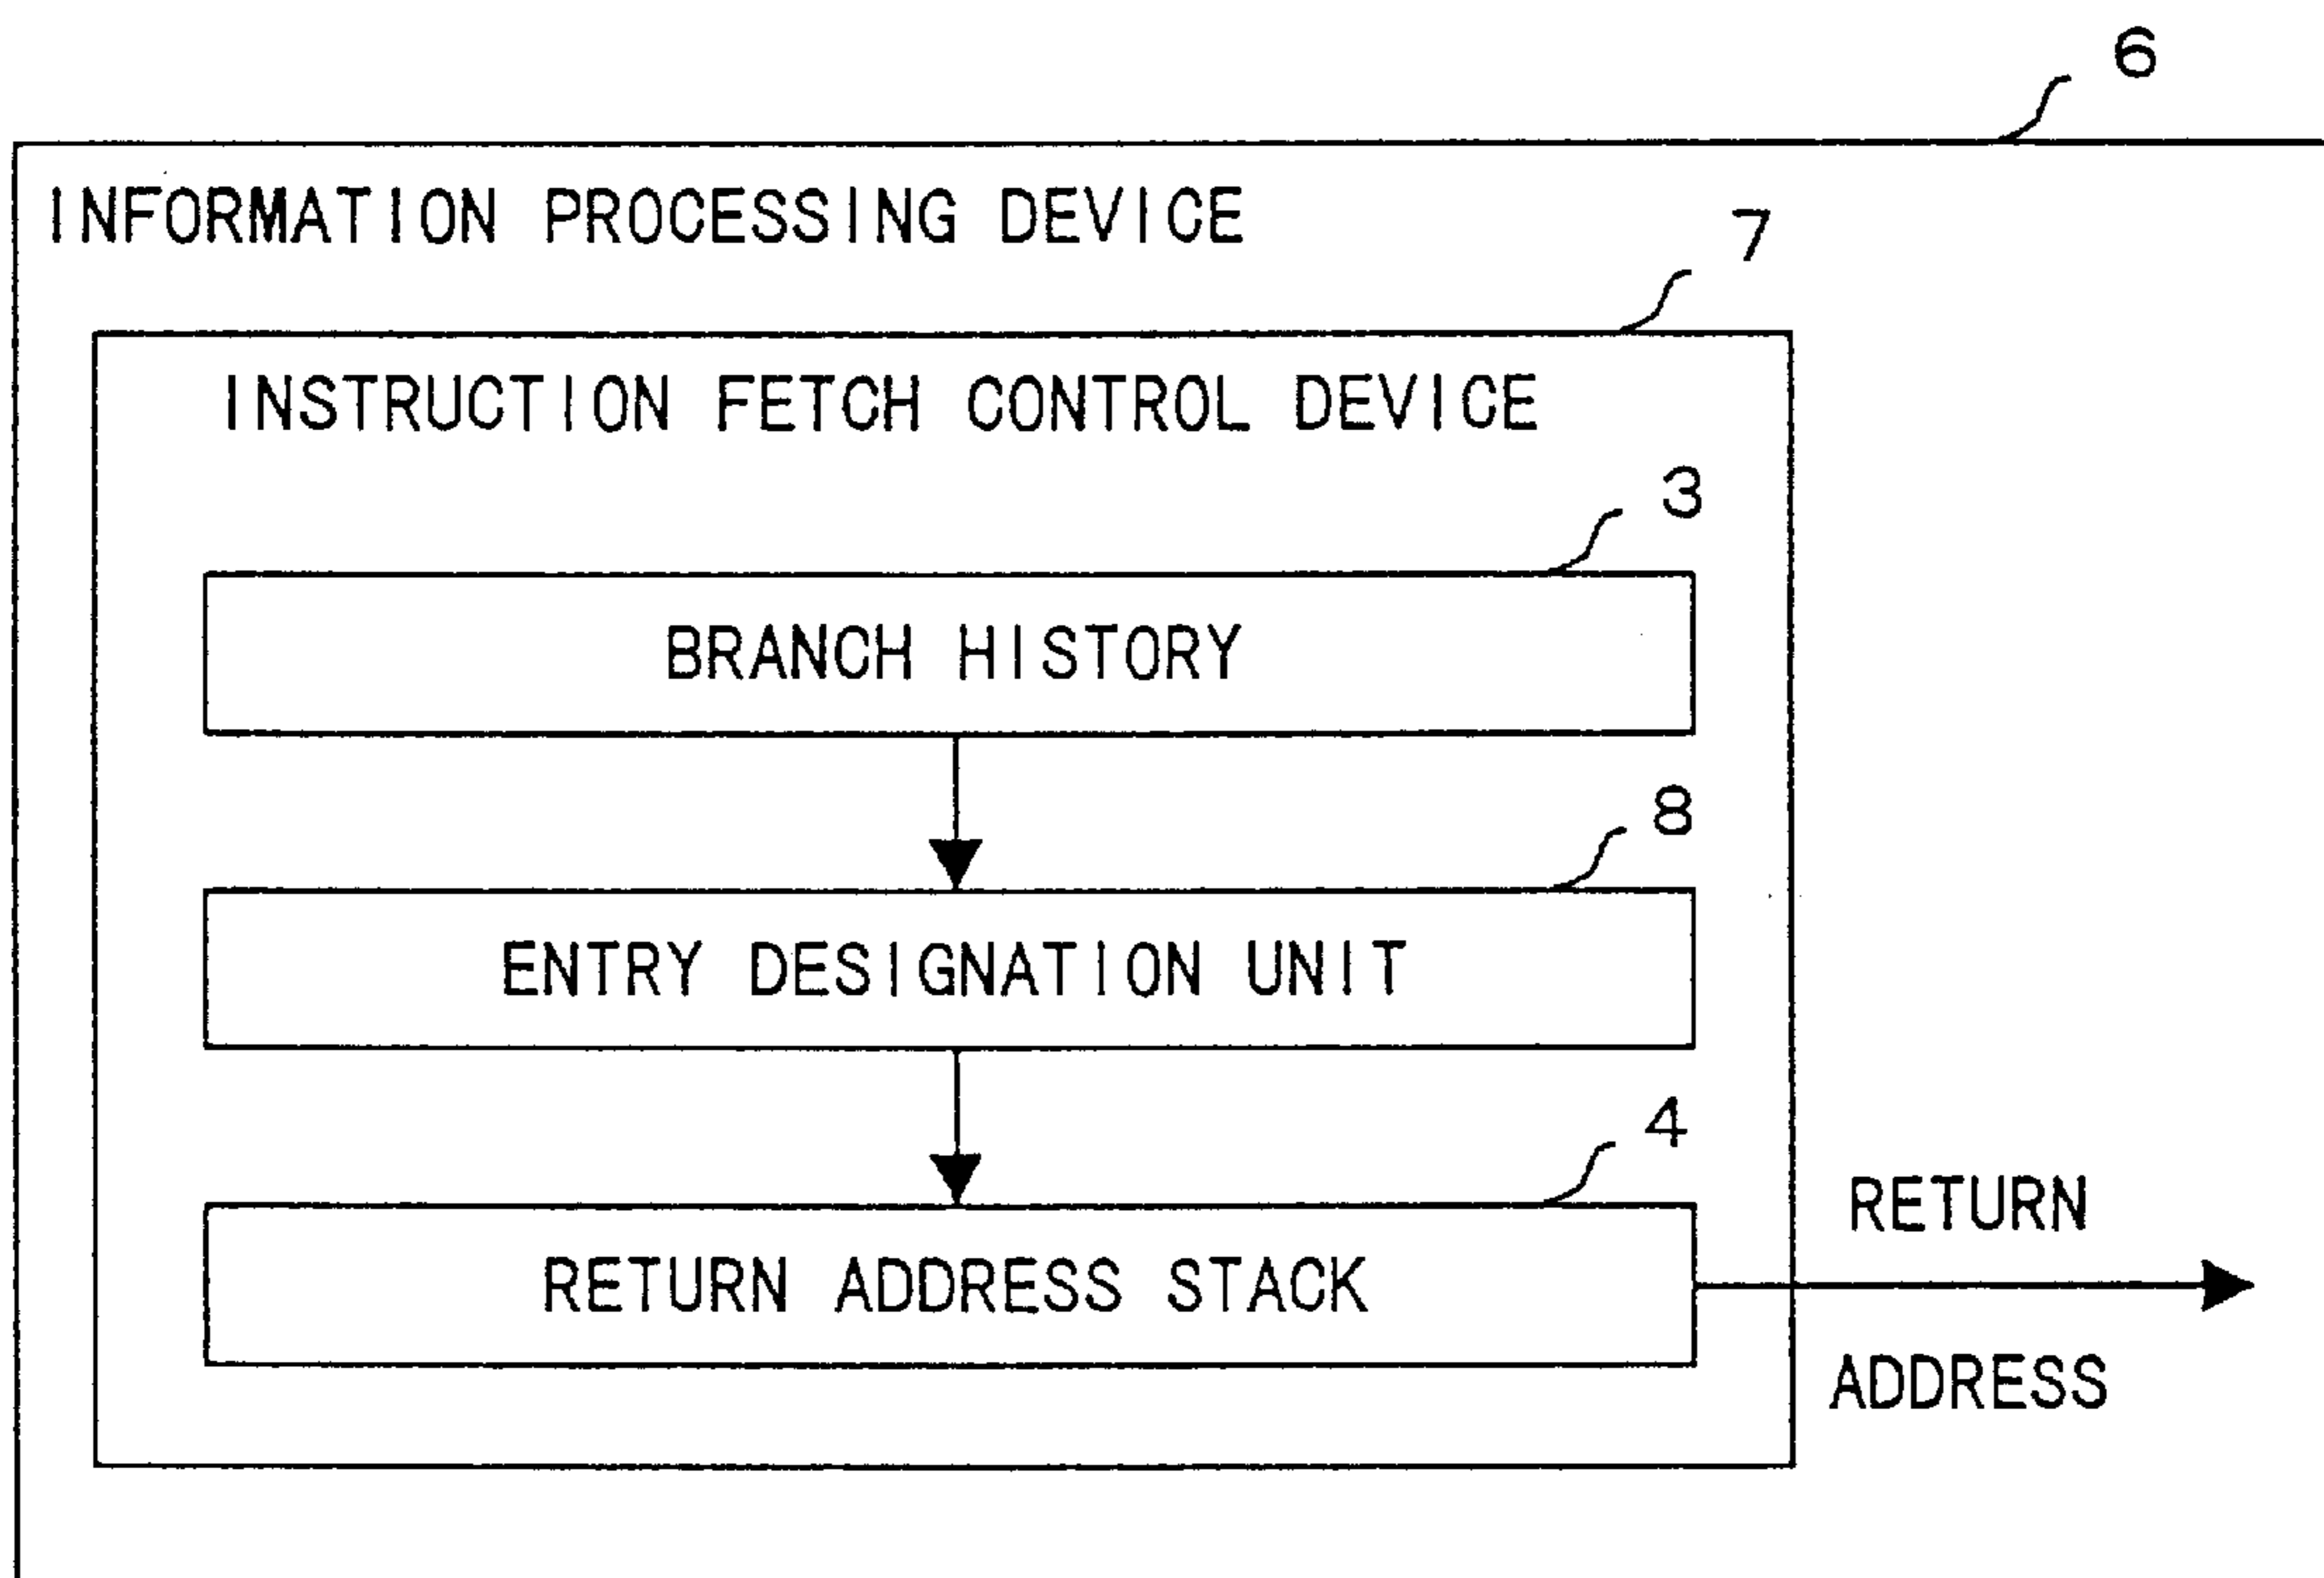 6
INFORMATION PROCESSING DEVICE
7
INSTRUCTION FETCH CONTROL DEVICE
3
BRANCH HISTORY
8
ENTRY DESIGNATION UNIT
4
RETURN ADDRESS STACK
RETURN
ADDRESS